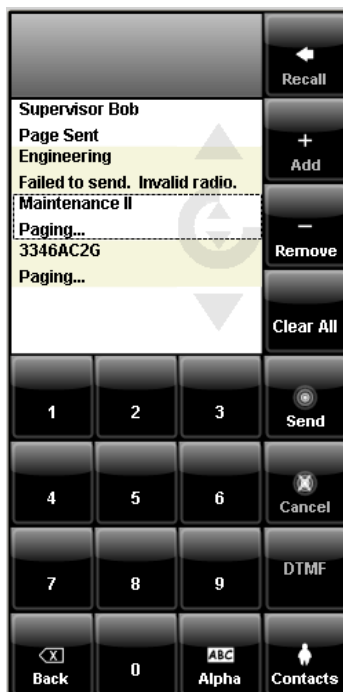 Recall
Supervisor Bob
Page Sent
Engineering
Failed to send. Invalid radio.
Maintenance II
Paging...
3346AC2G
Paging...
+
Add
−
Remove
Clear All
1
2
3
Send
4
5
6
Cancel
7
8
9
DTMF
X
Back
0
ABC
Alpha
Contacts